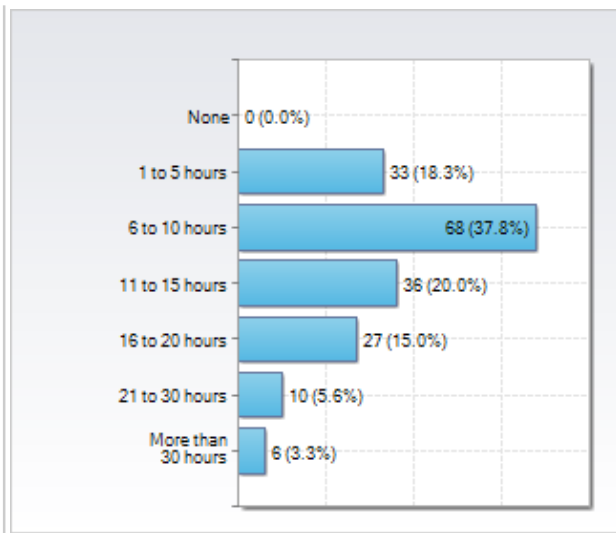 None 0 (0.0%)
1 to 5 hours 33 (18.3%)
6 to 10 hours 68 (37.8%)
11 to 15 hours 36 (20.0%)
16 to 20 hours 27 (15.0%)
21 to 30 hours 10 (5.6%)
More than
30 hours 6 (3.3%)